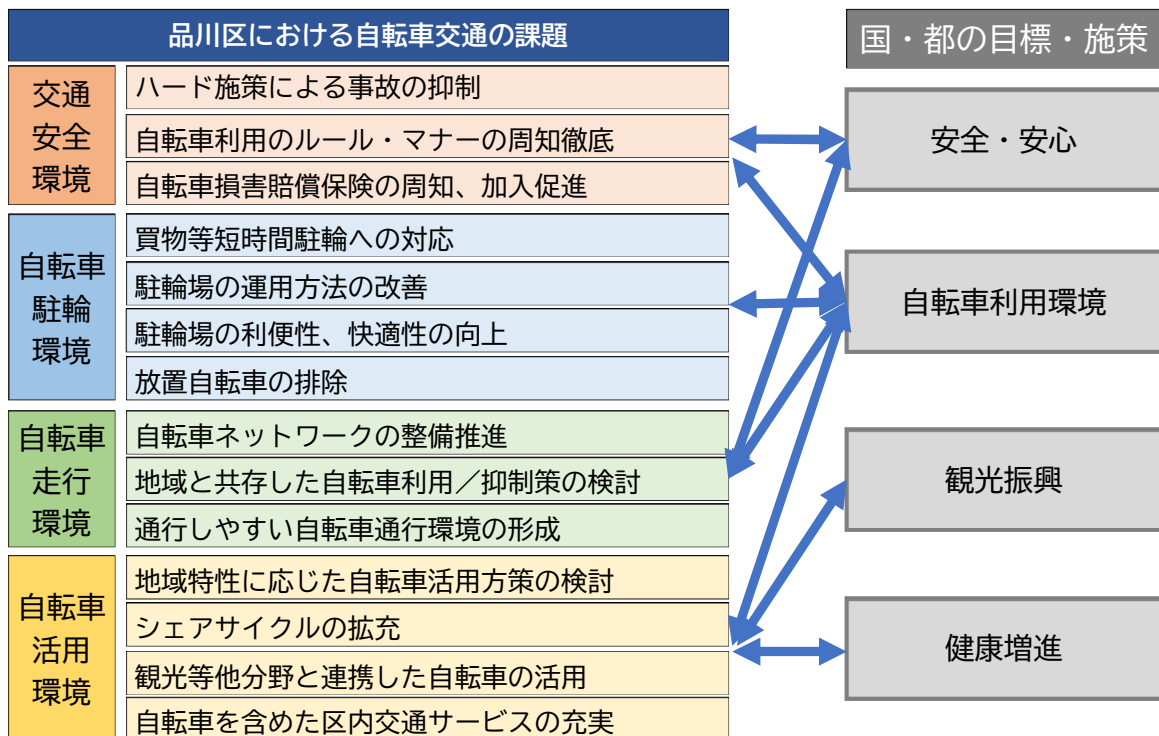 品川区における自転車交通の課題
国・都の目標・施策
交通
安全
環境
ハード施策による事故の抑制
自転車利用のルール・マナーの周知徹底
自転車損害賠償保険の周知、加入促進
自転車
駐輪
環境
買物等短時間駐輪への対応
駐輪場の運用方法の改善
駐輪場の利便性、快適性の向上
放置自転車の排除
自転車
走行
環境
自転車ネットワークの整備推進
地域と共存した自転車利用／抑制策の検討
通行しやすい自転車通行環境の形成
自転車
活用
環境
地域特性に応じた自転車活用方策の検討
シェアサイクルの拡充
観光等他分野と連携した自転車の活用
自転車を含めた区内交通サービスの充実
安全・安心
自転車利用環境
観光振興
健康増進